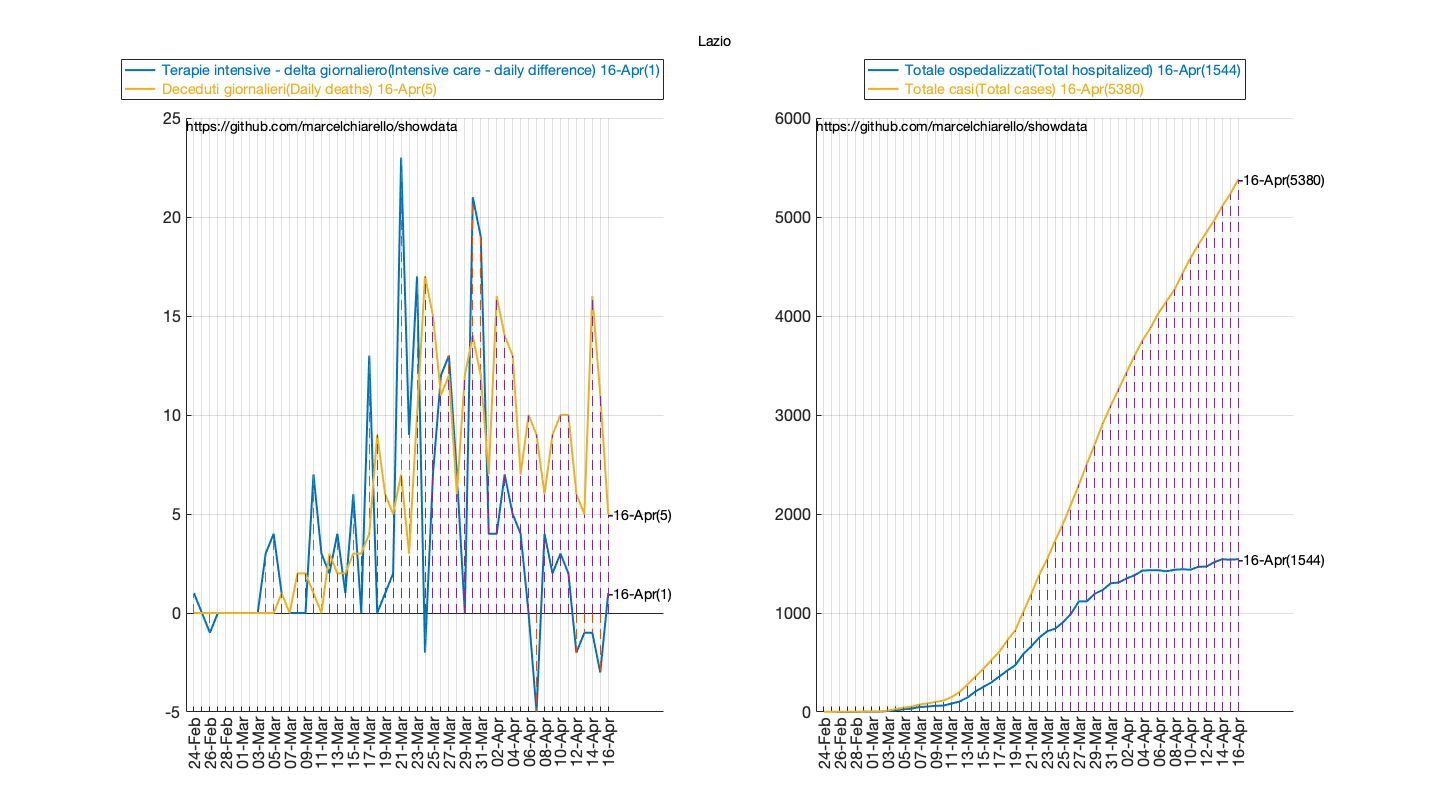 Lazio
Terapie intensive - delta giornaliero(Intensive care - daily difference) 16-Apr(1)
Deceduti giornalieri(Daily deaths) 16-Apr(5)
https://github.com/marcelchiarello/showdata
25
20
15
10
5
0
-5
16-Apr(5)
16-Apr(1)
24-Feb
26-Feb
28-Feb
01-Mar
03-Mar
05-Mar
07-Mar
09-Mar
11-Mar
13-Mar
15-Mar
17-Mar
19-Mar
21-Mar
23-Mar
25-Mar
27-Mar
29-Mar
31-Mar
02-Apr
04-Apr
06-Apr
08-Apr
10-Apr
12-Apr
14-Apr
16-Apr
Totale ospedalizzati(Total hospitalized) 16-Apr(1544)
Totale casi(Total cases) 16-Apr(5380)
https://github.com/marcelchiarello/showdata
6000
5000
4000
3000
2000
1000
0
16-Apr(5380)
16-Apr(1544)
24-Feb
26-Feb
28-Feb
01-Mar
03-Mar
05-Mar
07-Mar
09-Mar
11-Mar
13-Mar
15-Mar
17-Mar
19-Mar
21-Mar
23-Mar
25-Mar
27-Mar
29-Mar
31-Mar
02-Apr
04-Apr
06-Apr
08-Apr
10-Apr
12-Apr
14-Apr
16-Apr